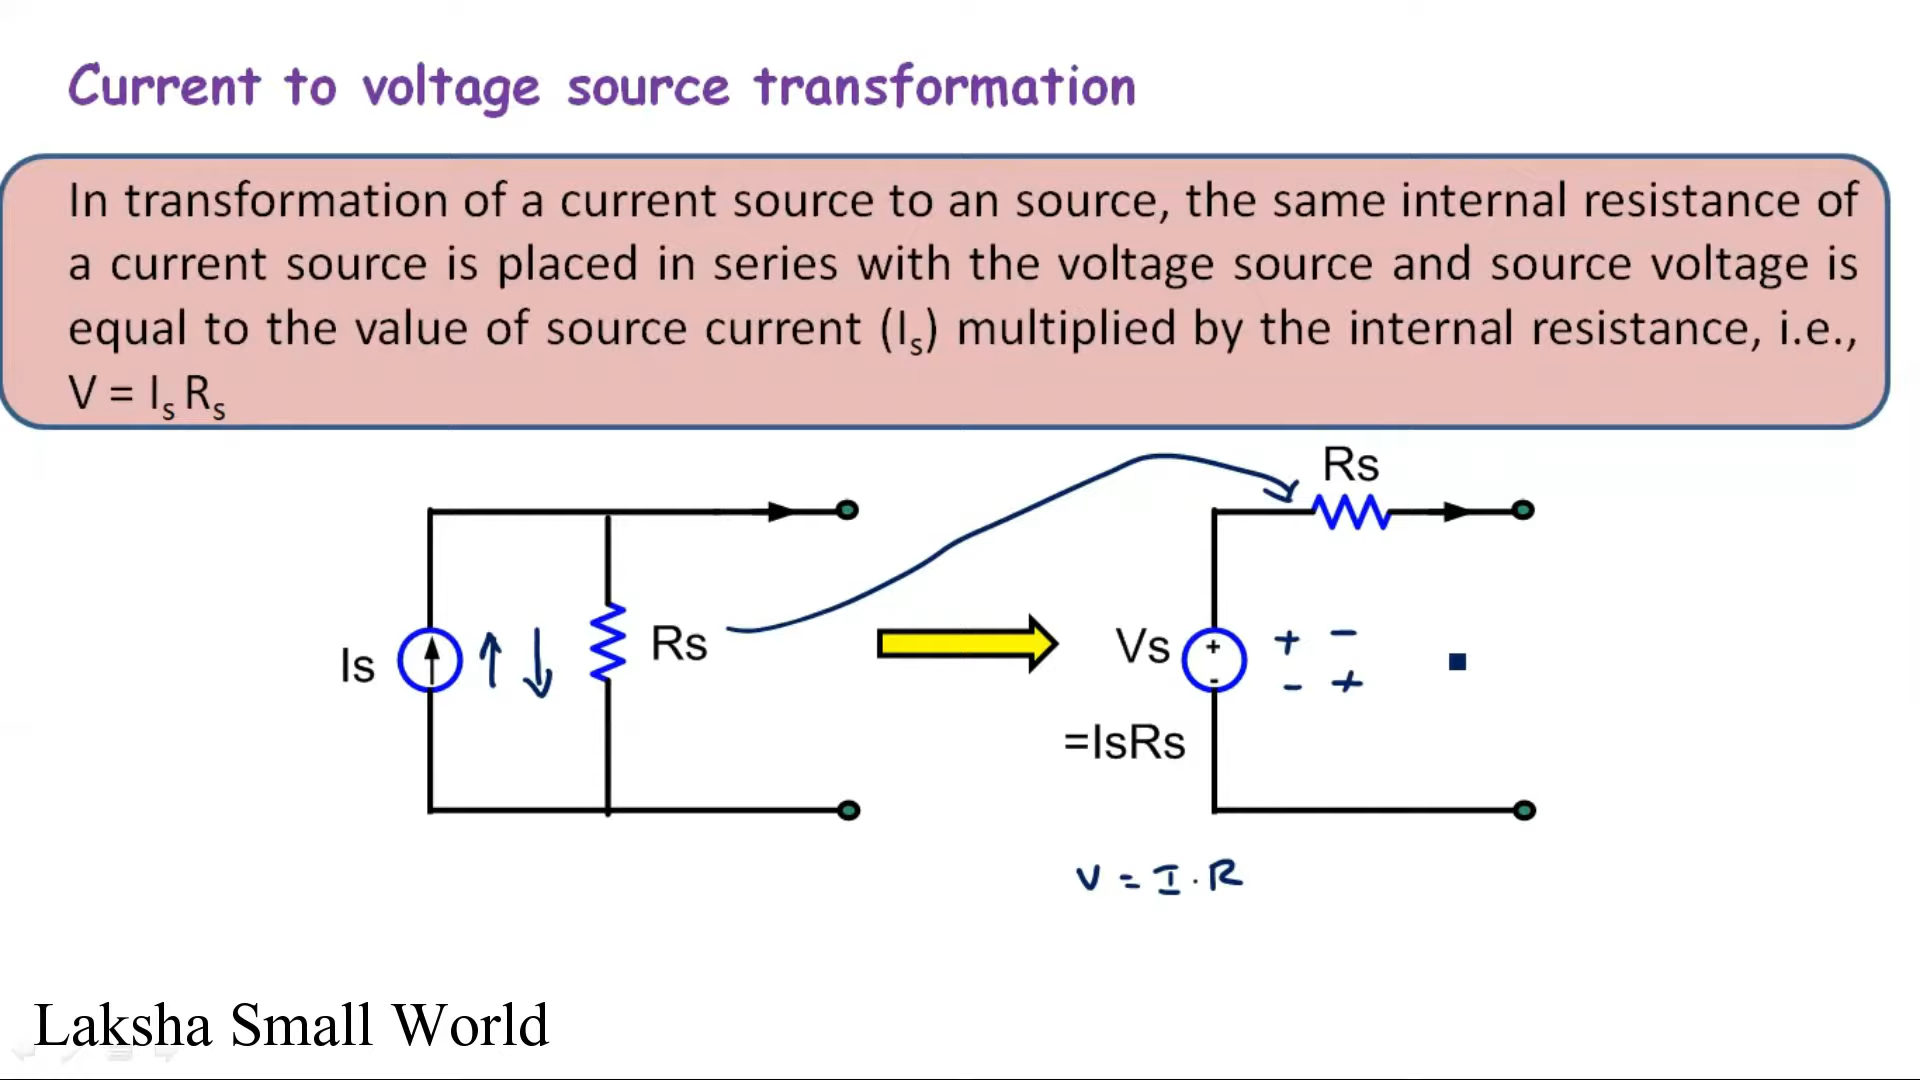 Current to voltage source transformation
In transformation of a current source to an source, the same internal resistance of
a current source is placed in series with the voltage source and source voltage is
equal to the value of source current (Is) multiplied by the internal resistance, i.e.,
V = Is Rs
Rs
Is
Rs
Vs
+
-
+ -
- +
=IsRs
V = I . R
Laksha Small World